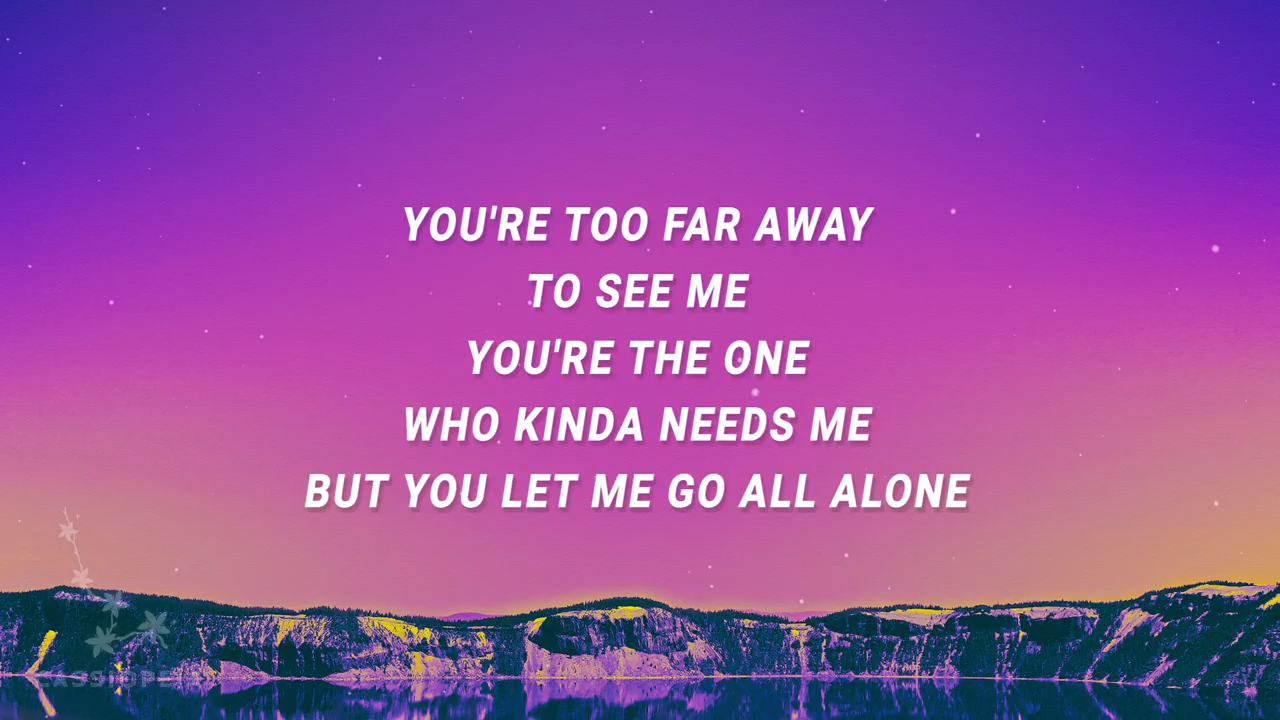 YOU'RE TOO FAR AWAY
TO SEE ME
YOU'RE THE ONE
WHO KINDA NEEDS ME
BUT YOU LET ME GO ALL ALONE